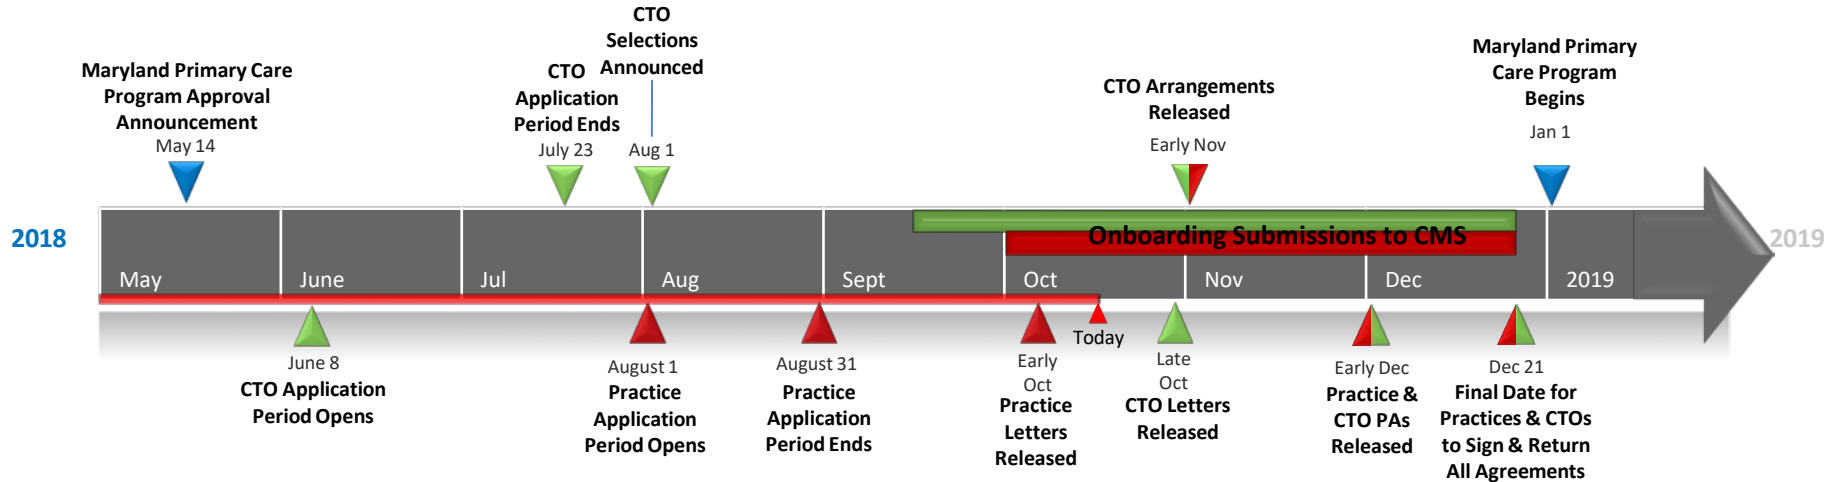 Maryland Primary Care
Program Approval
Announcement
May 14
CTO
Application
Period Ends
July 23
CTO
Selections
Announced
Aug 1
CTO Arrangements
Released
Early Nov
Maryland Primary
Care Program
Begins
Jan 1
2018
Onboarding Submissions to CMS
2019
May
June
Jul
Aug
Sept
Oct
Nov
Dec
2019
Today
June 8
CTO Application
Period Opens
August 1
Practice
Application
Period Opens
August 31
Practice
Application
Period Ends
Early
Oct
Practice
Letters
Released
Late
Oct
CTO Letters
Released
Early Dec
Practice &
CTO PAs
Released
Dec 21
Final Date for
Practices & CTOs
to Sign & Return
All Agreements